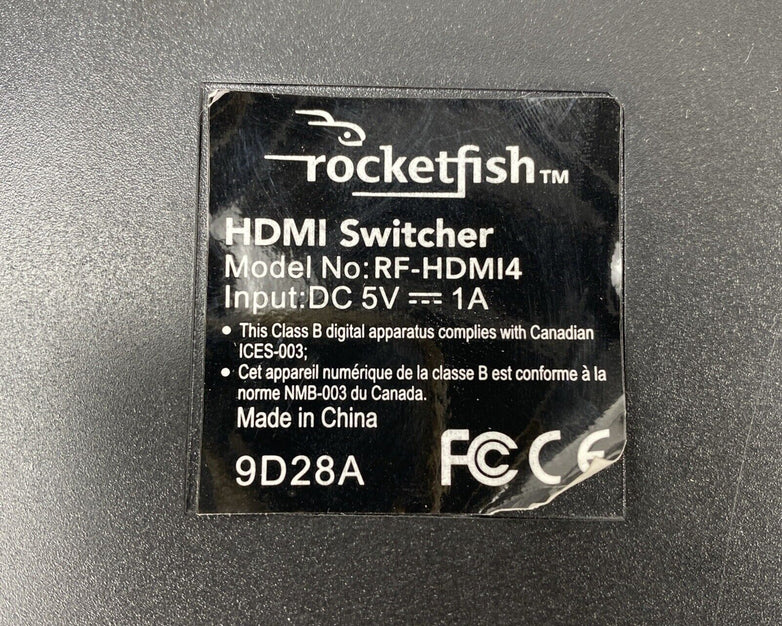 rocketfish™
HDMI Switcher
Model No:RF-HDMI4
Input:DC 5V ⎓ 1A
• This Class B digital apparatus complies with Canadian
ICES-003;
• Cet appareil numérique de la classe B est conforme à la
norme NMB-003 du Canada.
Made in China
9D28A FC CE